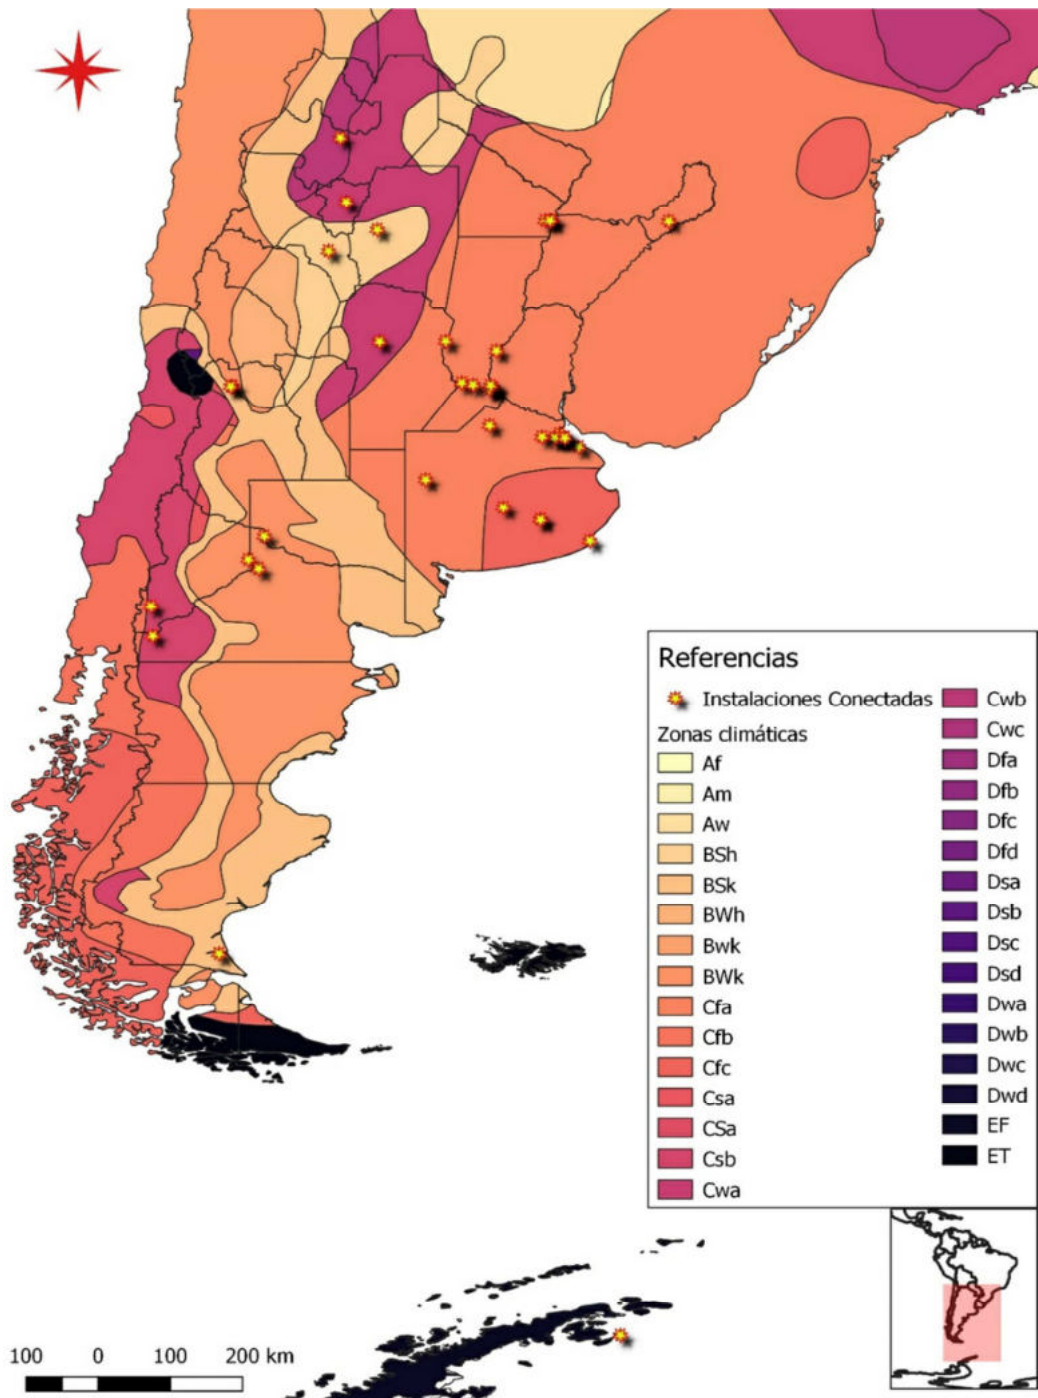 Referencias
Instalaciones Conectadas
Zonas climáticas
Af
Am
Aw
BSh
BSk
BWh
Bwk
BWk
Cfa
Cfb
Cfc
Csa
CSa
Csb
Cwa
Cwb
Cwc
Dfa
Dfb
Dfc
Dfd
Dsa
Dsb
Dsc
Dsd
Dwa
Dwb
Dwc
Dwd
EF
ET
100 0 100 200 km